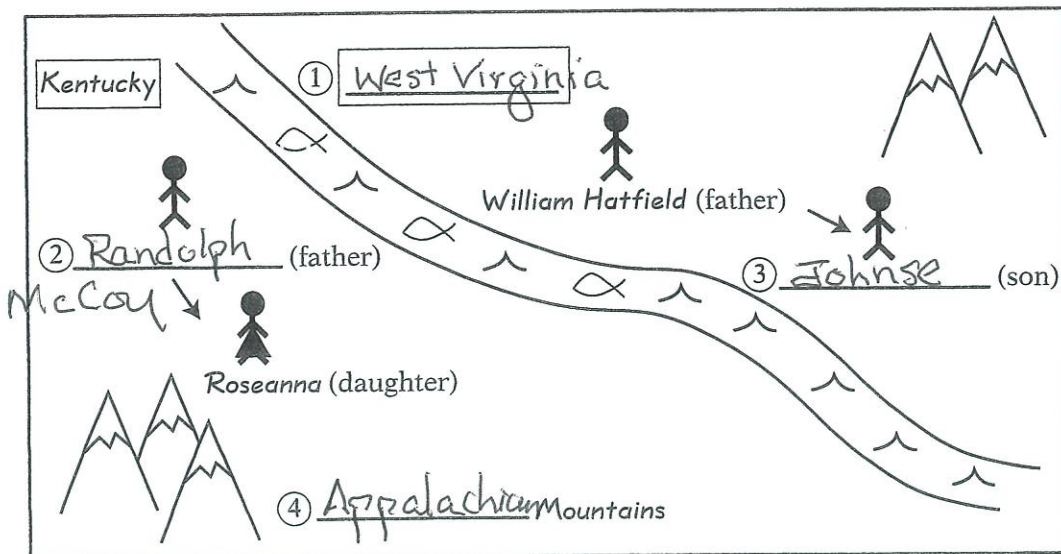 Kentucky
① West Virginia
William Hatfield (father)
② Randolph (father)
McCoy
③ Johnse (son)
Roseanna (daughter)
④ Appalachian Mountains